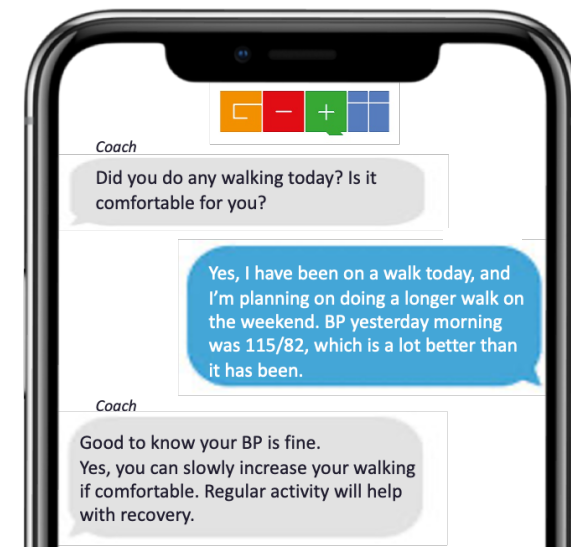 Coach
Did you do any walking today? Is it
comfortable for you?
Yes, I have been on a walk today, and
I’m planning on doing a longer walk on
the weekend. BP yesterday morning
was 115/82, which is a lot better than
it has been.
Coach
Good to know your BP is fine.
Yes, you can slowly increase your walking
if comfortable. Regular activity will help
with recovery.